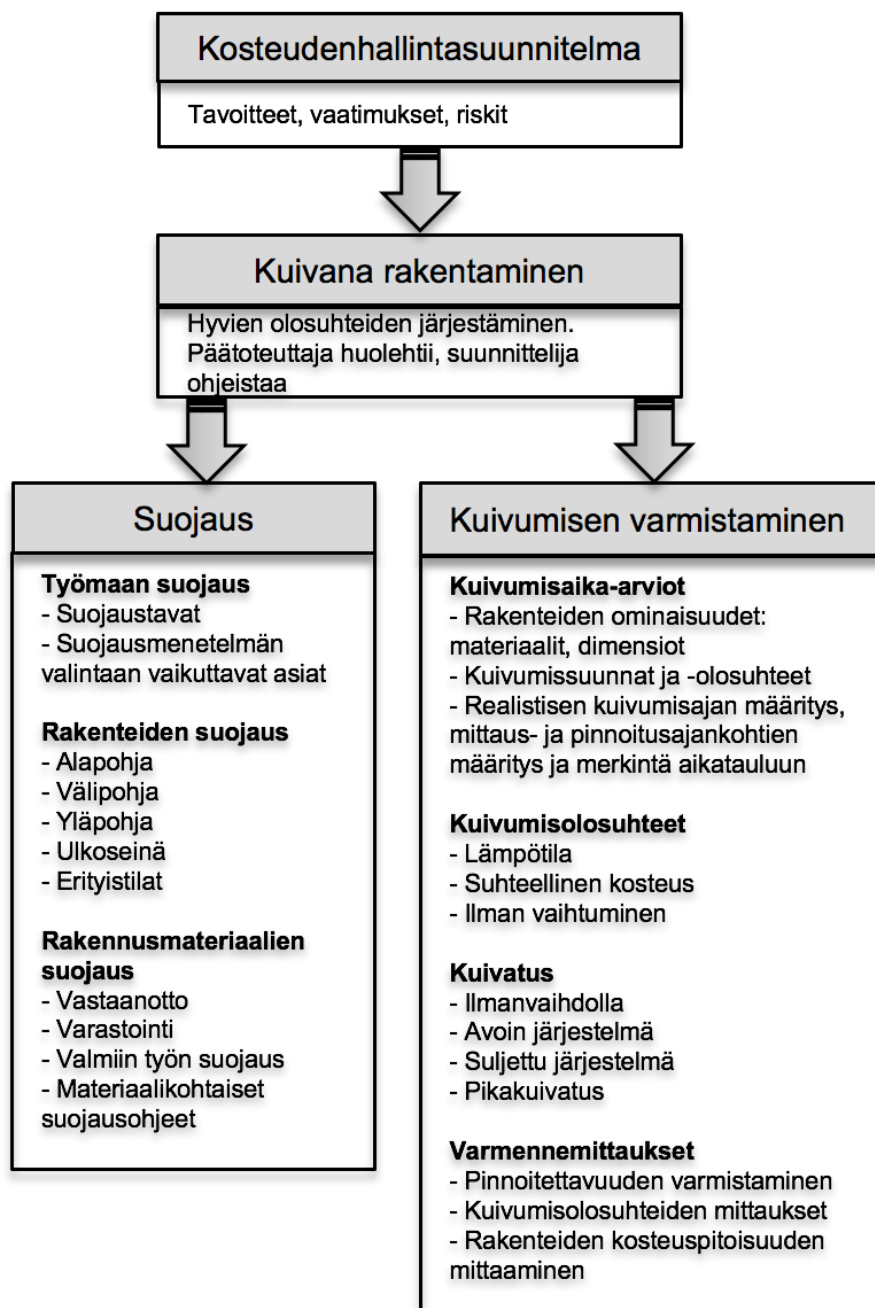 Kosteudenhallintasuunnitelma
Tavoitteet, vaatimukset, riskit
Kuivana rakentaminen
Hyvien olosuhteiden järjestäminen.
Päätoteuttaja huolehtii, suunnittelija
ohjeistaa
Suojaus
Työmaan suojaus
- Suojaustavat
- Suojausmenetelmän
valintaan vaikuttavat asiat
Rakenteiden suojaus
- Alapohja
- Välipohja
- Yläpohja
- Ulkoseinä
- Erityistilat
Rakennusmateriaalien
suojaus
- Vastaanotto
- Varastointi
- Valmiin työn suojaus
- Materiaalikohtaiset
suojausohjeet
Kuivumisen varmistaminen
Kuivumisaika-arviot
- Rakenteiden ominaisuudet:
materiaalit, dimensiot
- Kuivumissuunnat ja -olosuhteet
- Realistisen kuivumisajan määritys,
mittaus- ja pinnoitusajankohtien
määritys ja merkintä aikatauluun
Kuivumisolosuhteet
- Lämpötila
- Suhteellinen kosteus
- Ilman vaihtuminen
Kuivatus
- Ilmanvaihdolla
- Avoin järjestelmä
- Suljettu järjestelmä
- Pikakuivatus
Varmennemittaukset
- Pinnoitettavuuden varmistaminen
- Kuivumisolosuhteiden mittaukset
- Rakenteiden kosteuspitoisuuden
mittaaminen